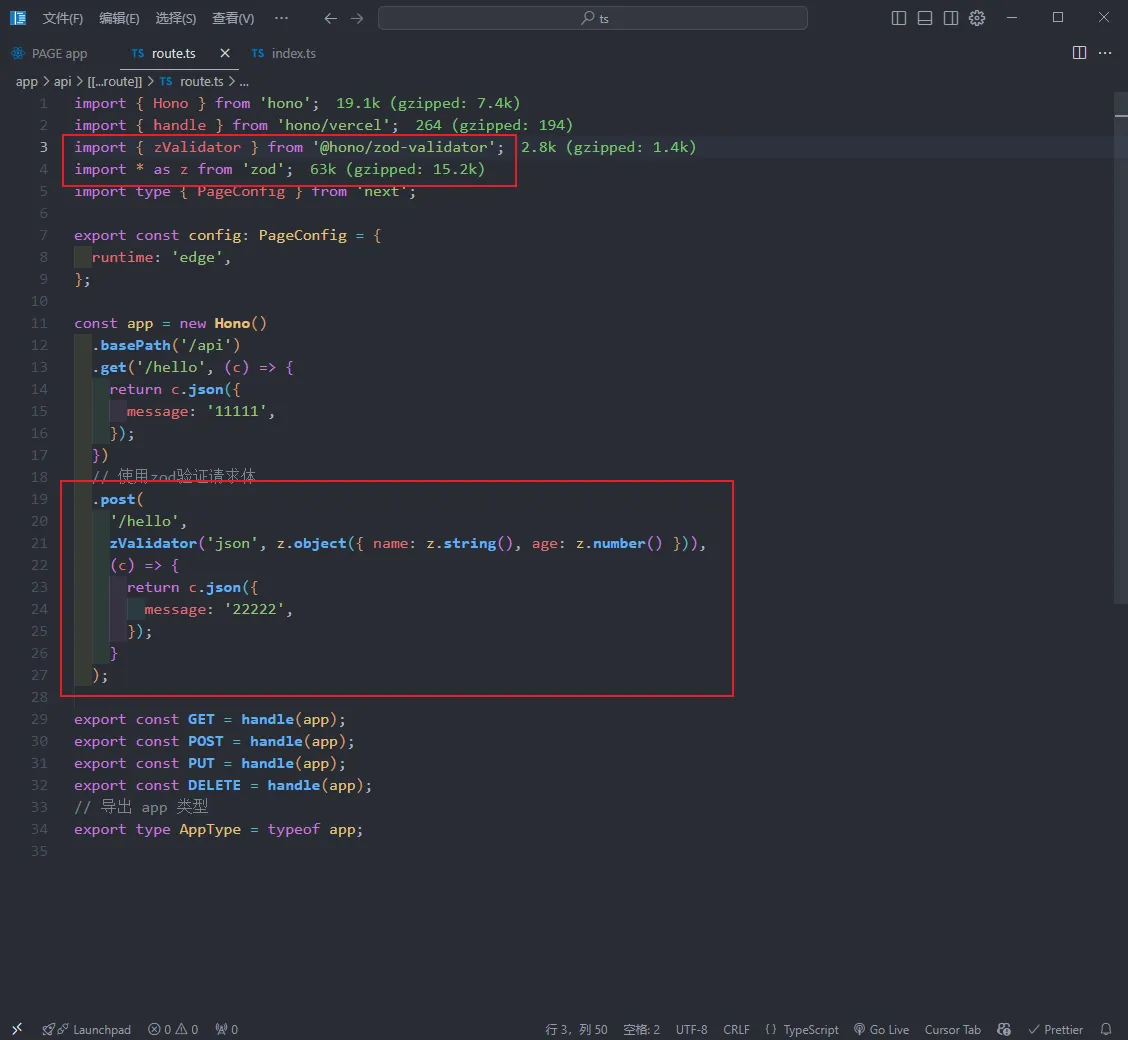 文件(F) 编辑(E) 选择(S) 查看(V) ··· ← → ts
PAGE app TS route.ts × TS index.ts ···
app > api > [[...route]] > TS route.ts > ...
1 import { Hono } from 'hono'; 19.1k (gzipped: 7.4k)
2 import { handle } from 'hono/vercel'; 264 (gzipped: 194)
3 import { zValidator } from '@hono/zod-validator'; 2.8k (gzipped: 1.4k)
4 import * as z from 'zod'; 63k (gzipped: 15.2k)
5 import type { PageConfig } from 'next';
6
7 export const config: PageConfig = {
8 runtime: 'edge',
9 };
10
11 const app = new Hono()
12 .basePath('/api')
13 .get('/hello', (c) => {
14 return c.json({
15 message: '11111',
16 });
17 })
18 // 使用zod验证请求体
19 .post(
20 '/hello',
21 zValidator('json', z.object({ name: z.string(), age: z.number() })),
22 (c) => {
23 return c.json({
24 message: '22222',
25 });
26 }
27 );
28
29 export const GET = handle(app);
30 export const POST = handle(app);
31 export const PUT = handle(app);
32 export const DELETE = handle(app);
33 // 导出 app 类型
34 export type AppType = typeof app;
35
Launchpad 0 0 0 行 3，列 50 空格: 2 UTF-8 CRLF {} TypeScript Go Live Cursor Tab Prettier